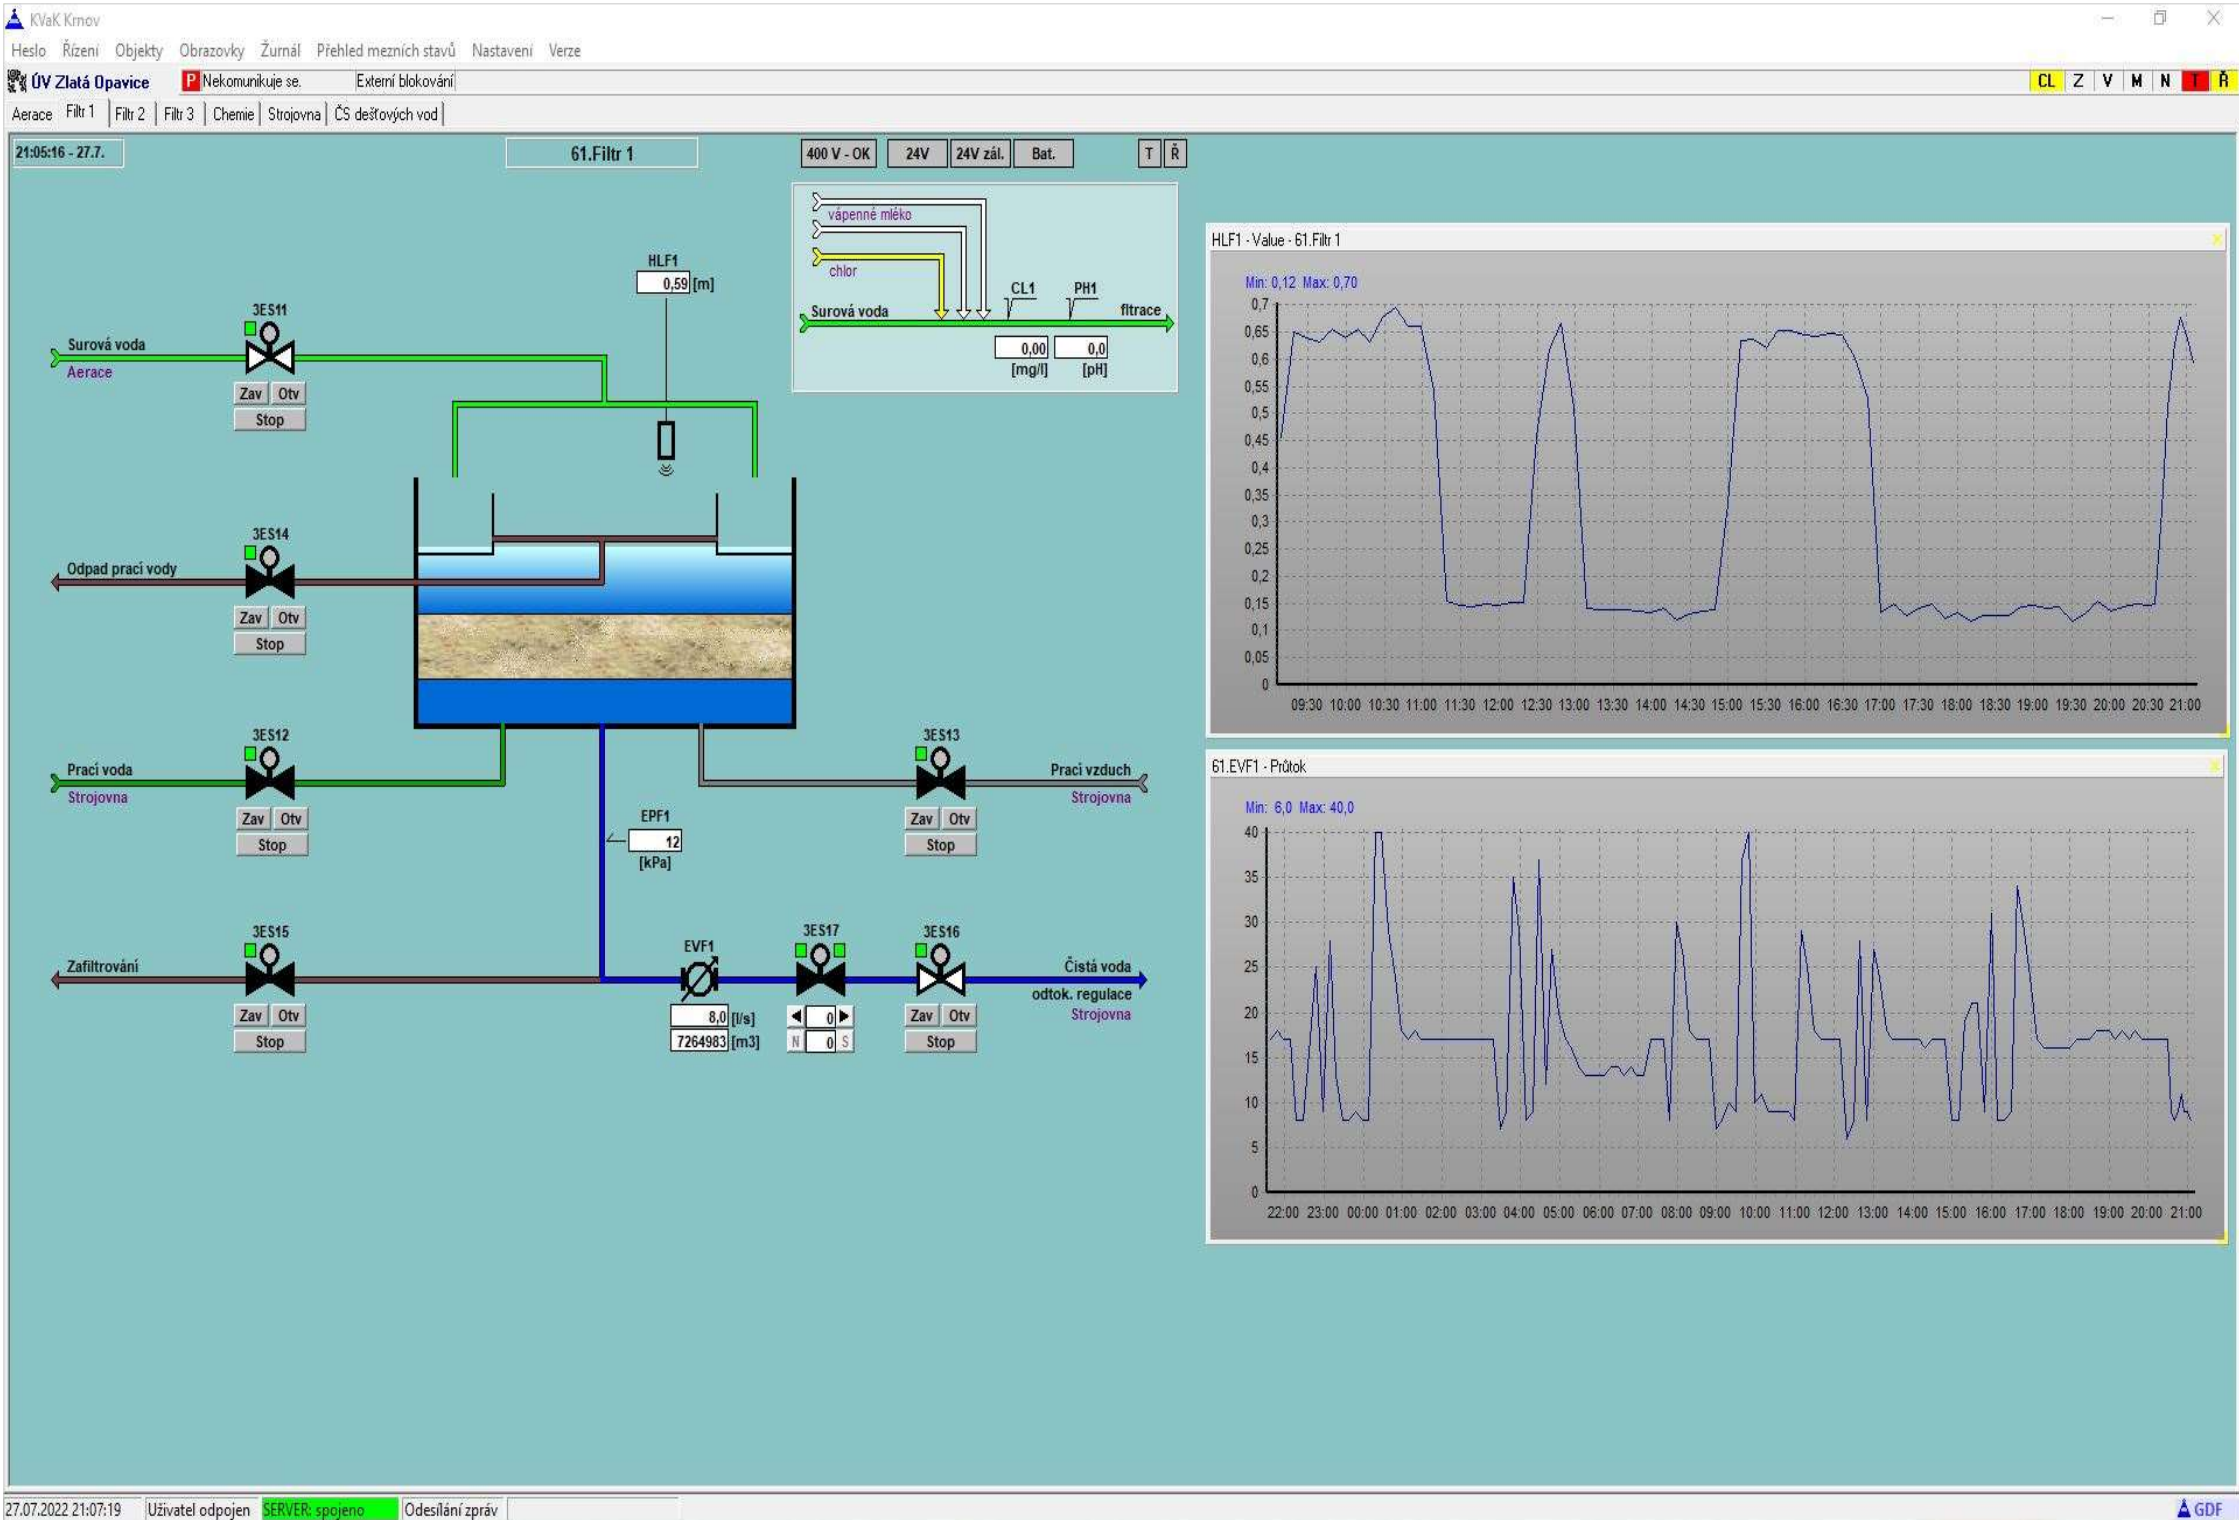 KVaK Krnov
Heslo Řízení Objekty Obrazovky Žurnál Přehled mezních stavů Nastavení Verze
ÚV Zlatá Opavice P Nekomunikuje se. Externí blokování CL Z V M N T Ř
Aerace Filtr 1 Filtr 2 Filtr 3 Chemie Strojovna ČS dešťových vod
21:05:16 - 27.7. 61.Filtr 1 400 V - OK 24V 24V zál. Bat. T Ř
vápenné mléko
chlor
CL1 PH1
Surová voda fltrace
0,00 0,0
[mg/l] [pH]
HLF1
0,59 [m]
3ES11
Surová voda
Aerace
Zav Otv
Stop
3ES14
Odpad prací vody
Zav Otv
Stop
3ES12
Prací voda
Strojovna
Zav Otv
Stop
3ES13
Prací vzduch
Strojovna
Zav Otv
Stop
EPF1
12
[kPa]
3ES15
Zafiltrování
Zav Otv
Stop
EVF1
8,0 [l/s]
7264983 [m3]
3ES17
0
N 0 S
3ES16
Čistá voda
odtok. regulace
Strojovna
Zav Otv
Stop
HLF1 - Value - 61.Filtr 1
Min: 0,12 Max: 0,70
0,7
0,65
0,6
0,55
0,5
0,45
0,4
0,35
0,3
0,25
0,2
0,15
0,1
0,05
0
09:30 10:00 10:30 11:00 11:30 12:00 12:30 13:00 13:30 14:00 14:30 15:00 15:30 16:00 16:30 17:00 17:30 18:00 18:30 19:00 19:30 20:00 20:30 21:00
61.EVF1 - Průtok
Min: 6,0 Max: 40,0
40
35
30
25
20
15
10
5
0
22:00 23:00 00:00 01:00 02:00 03:00 04:00 05:00 06:00 07:00 08:00 09:00 10:00 11:00 12:00 13:00 14:00 15:00 16:00 17:00 18:00 19:00 20:00 21:00
27.07.2022 21:07:19 Uživatel odpojen SERVER: spojeno Odesílání zpráv GDF